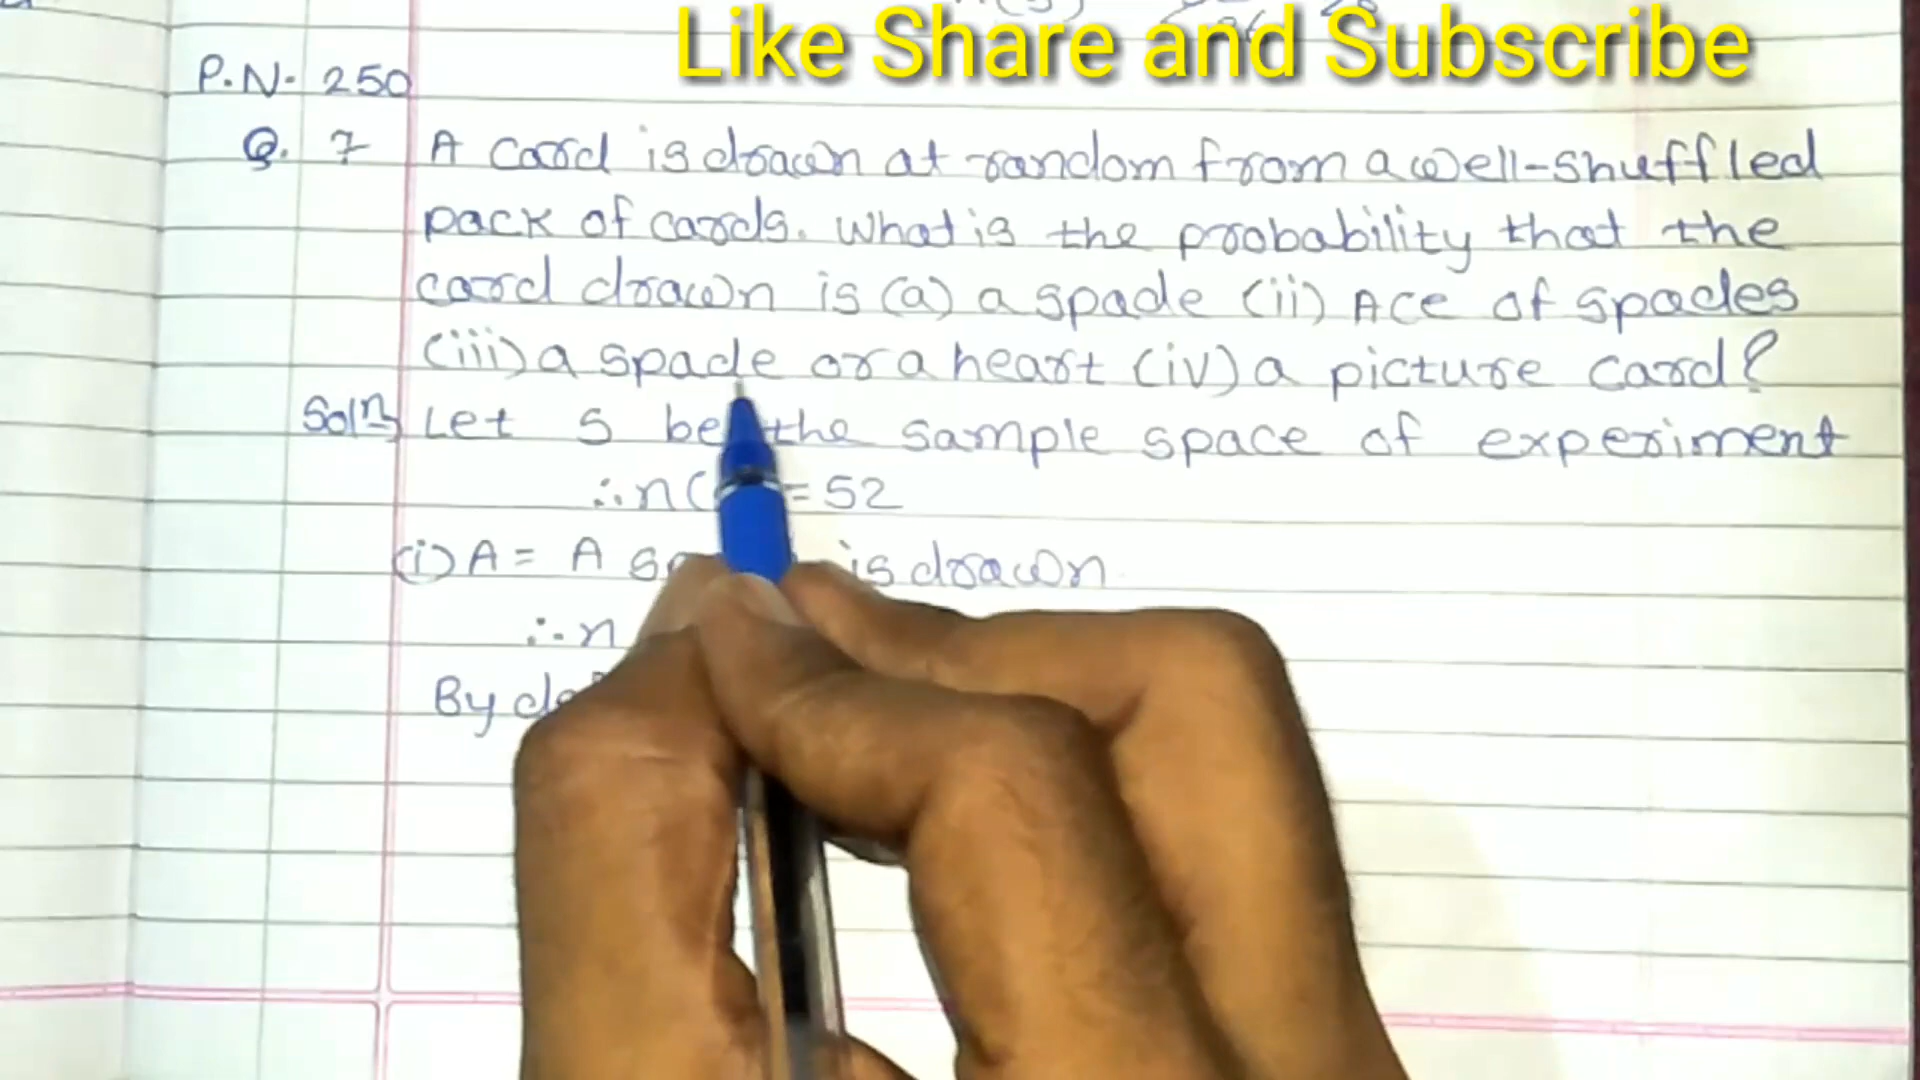 Like Share and Subscribe
P.N. 250
Q. 7 A card is drawn at random from a well-shuffled
pack of cards. What is the probability that the
card drawn is (a) a spade (ii) Ace of spades
(iii) a spade or a heart (iv) a picture card?
Solⁿ Let S be the sample space of experiment
∴ n( = 52
(i) A = A is drawn
∴ n
By